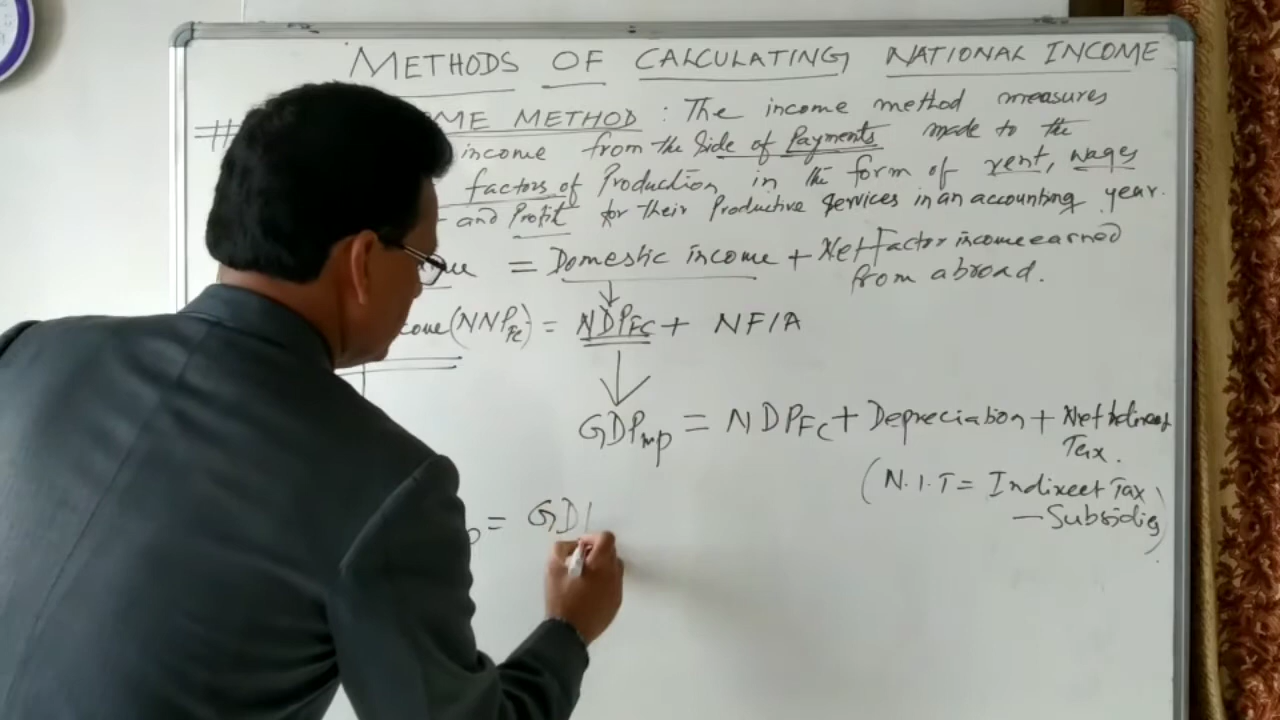 METHODS OF CALCULATING NATIONAL INCOME
# ME METHOD : The income method measures
income from the Side of Payments made to the
factors of Production in the form of rent, wages
and Profit for their Productive Services in an accounting year.
= Domestic income + Net Factor income earned
from abroad.
come (NNPFC) = NDPFC + NFIA
GDPmp = NDPFC + Depreciation + Net Indirect
Tax.
(N.I.T = Indirect Tax
— Subsidies)
= GD